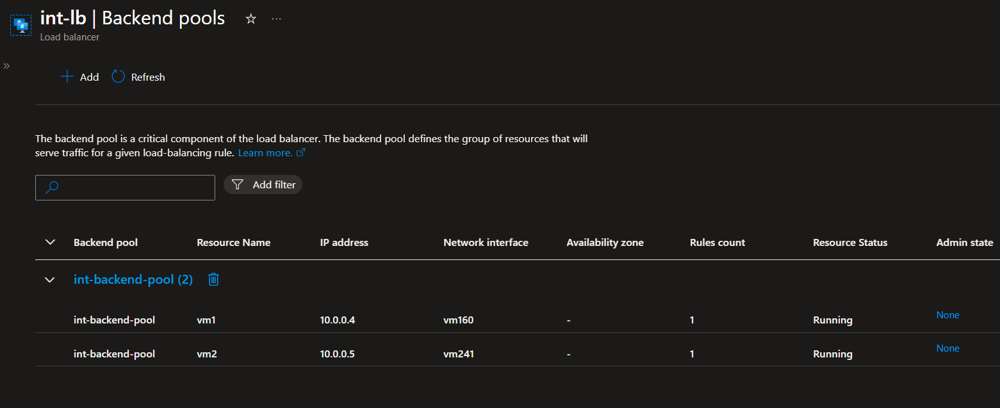 int-lb | Backend pools
Load balancer
Add
Refresh
The backend pool is a critical component of the load balancer. The backend pool defines the group of resources that will
serve traffic for a given load-balancing rule. Learn more.
Add filter
Backend pool Resource Name IP address Network interface Availability zone Rules count Resource Status Admin state
int-backend-pool (2)
int-backend-pool vm1 10.0.0.4 vm160 - 1 Running None
int-backend-pool vm2 10.0.0.5 vm241 - 1 Running None